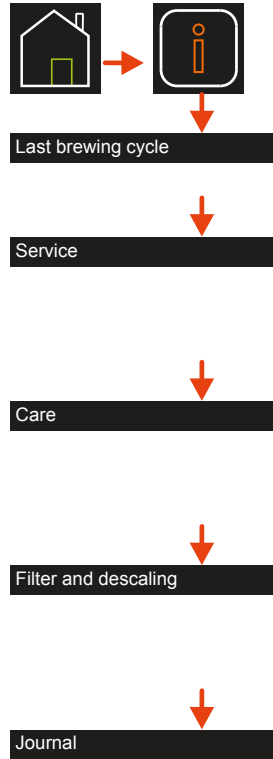 Last brewing cycle
Service
Care
Filter and descaling
Journal